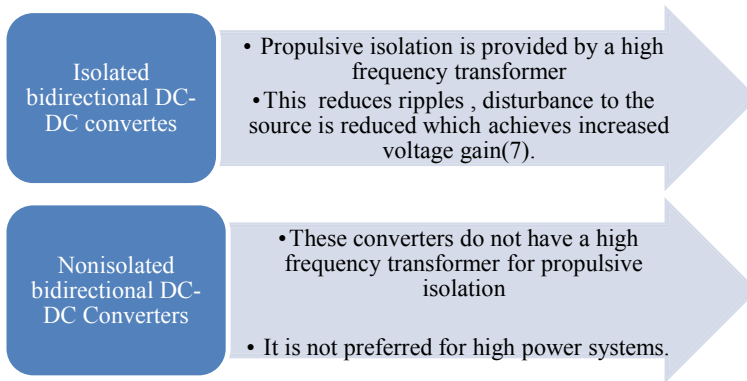 Isolated
bidirectional DC-
DC convertes
• Propulsive isolation is provided by a high
frequency transformer
•This reduces ripples , disturbance to the
source is reduced which achieves increased
voltage gain(7).
Nonisolated
bidirectional DC-
DC Converters
•These converters do not have a high
frequency transformer for propulsive
isolation
• It is not preferred for high power systems.